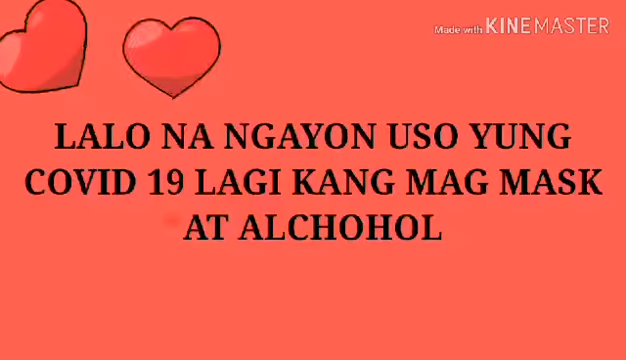 Made with KINEMASTER
LALO NA NGAYON USO YUNG
COVID 19 LAGI KANG MAG MASK
AT ALCHOHOL